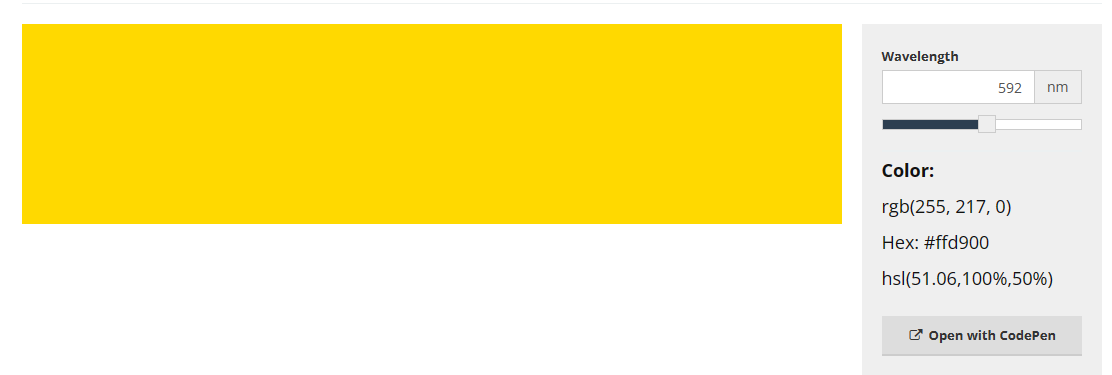 Wavelength
592 nm
Color:
rgb(255, 217, 0)
Hex: #ffd900
hsl(51.06,100%,50%)
Open with CodePen